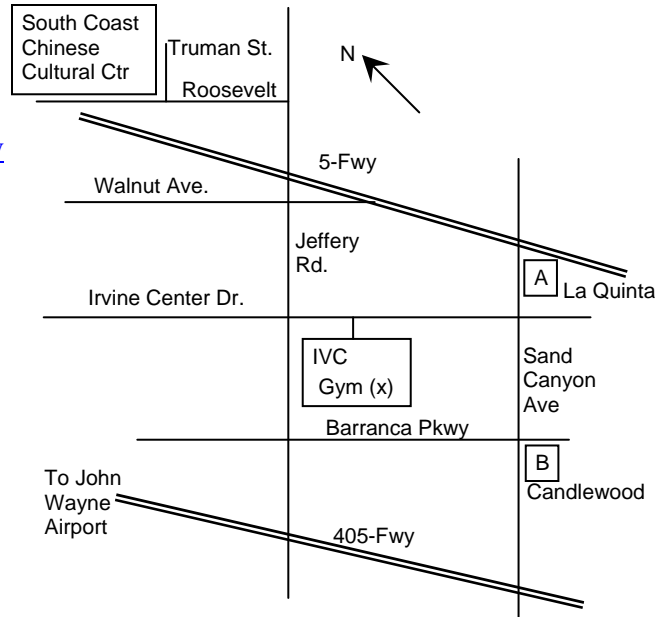 South Coast
Chinese
Cultural Ctr
Truman St.
Roosevelt
N
5-Fwy
Walnut Ave.
Jeffery
Rd.
A
La Quinta
Irvine Center Dr.
IVC
Gym (x)
Sand
Canyon
Ave
Barranca Pkwy
B
Candlewood
To John
Wayne
Airport
405-Fwy